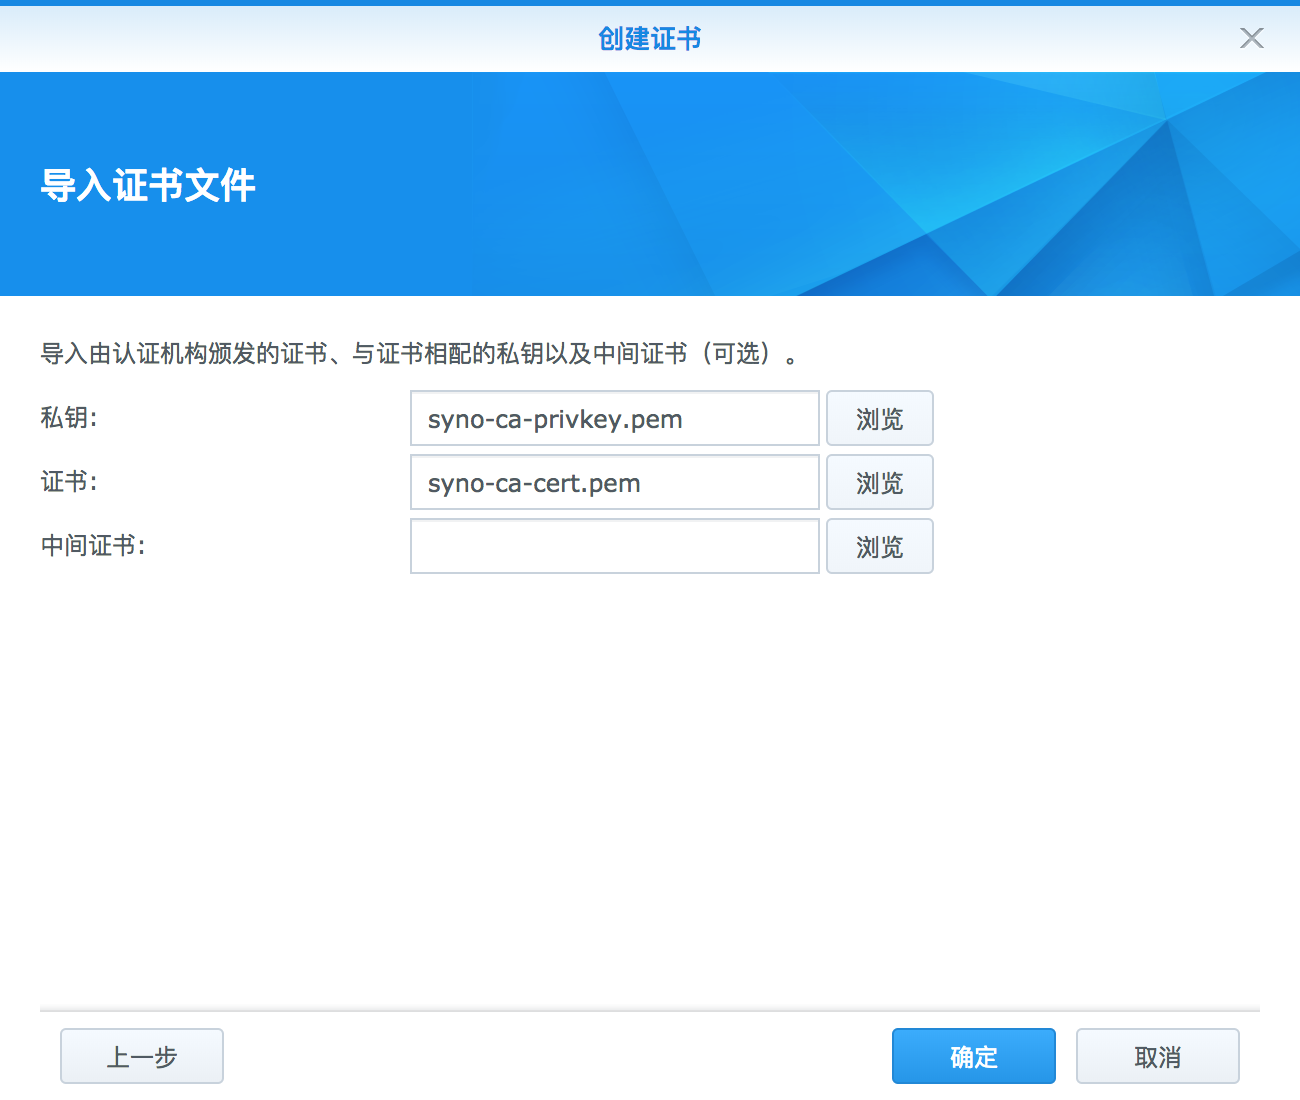 创建证书
导入证书文件
导入由认证机构颁发的证书、与证书相配的私钥以及中间证书（可选）。
私钥: syno-ca-privkey.pem 浏览
证书: syno-ca-cert.pem 浏览
中间证书: 浏览
上一步 确定 取消